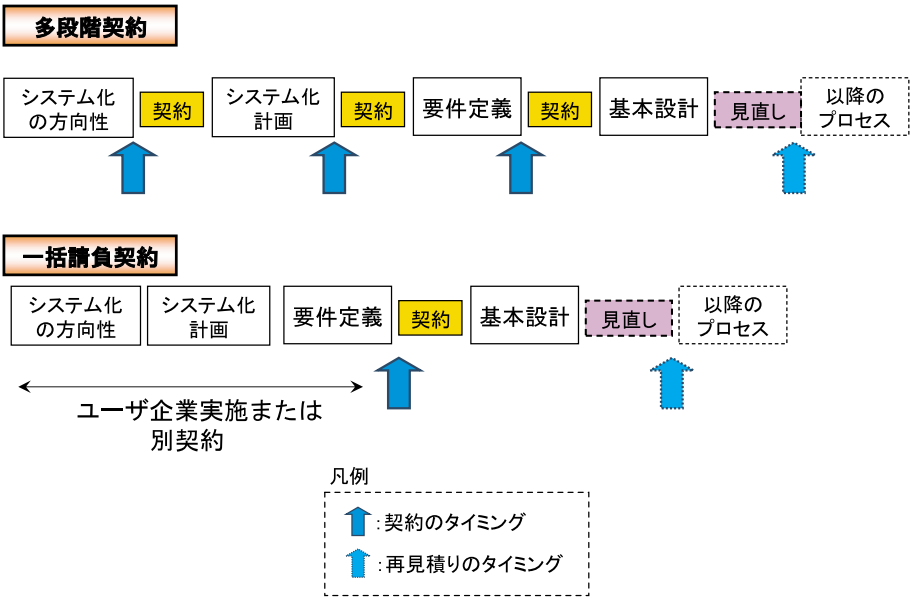 多段階契約
システム化
の方向性
契約
システム化
計画
契約
要件定義
契約
基本設計
見直し
以降の
プロセス
一括請負契約
システム化
の方向性
システム化
計画
要件定義
契約
基本設計
見直し
以降の
プロセス
ユーザ企業実施または
別契約
凡例
:契約のタイミング
:再見積りのタイミング